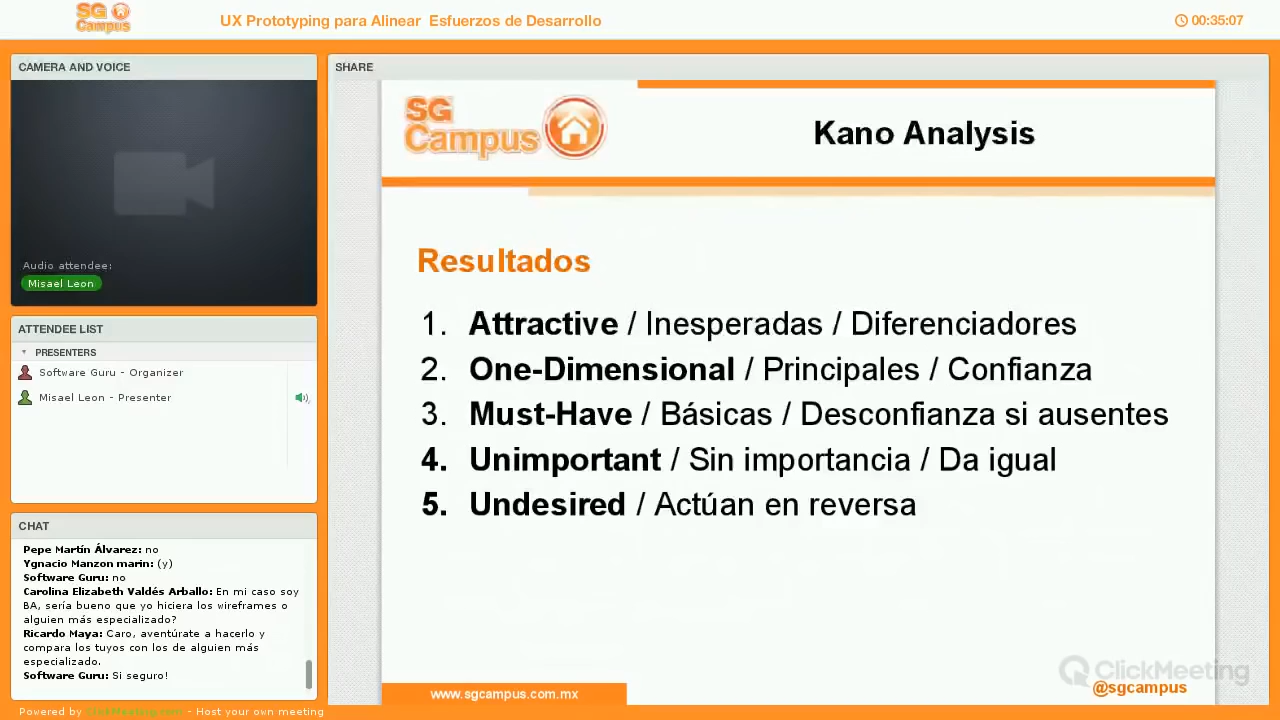 SG Campus
UX Prototyping para Alinear Esfuerzos de Desarrollo
00:35:07
CAMERA AND VOICE
Audio attendee:
Misael Leon
ATTENDEE LIST
PRESENTERS
Software Guru - Organizer
Misael Leon - Presenter
CHAT
Pepe Martín Álvarez: no
Ygnacio Manzon marin: (y)
Software Guru: no
Carolina Elizabeth Valdés Arballo: En mi caso soy
BA, sería bueno que yo hiciera los wireframes o
alguien más especializado?
Ricardo Maya: Caro, aventúrate a hacerlo y
compara los tuyos con los de alguien más
especializado.
Software Guru: Si seguro!
Powered by ClickMeeting.com - Host your own meeting
SHARE
SG
Campus
Kano Analysis
Resultados
1. Attractive / Inesperadas / Diferenciadores
2. One-Dimensional / Principales / Confianza
3. Must-Have / Básicas / Desconfianza si ausentes
4. Unimportant / Sin importancia / Da igual
5. Undesired / Actúan en reversa
ClickMeeting
www.sgcampus.com.mx
@sgcampus